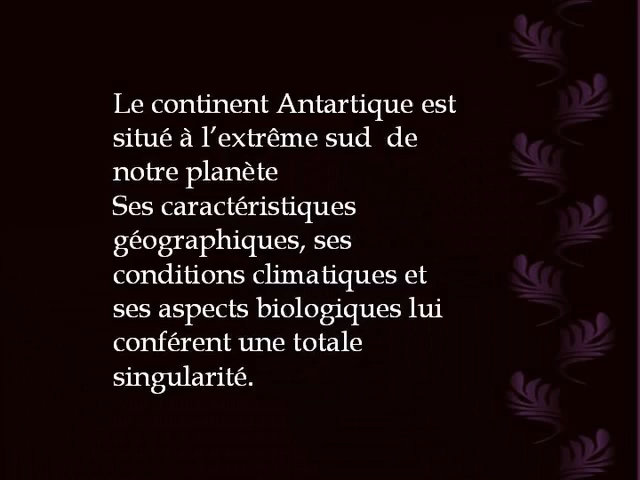 Le continent Antartique est
situé à l’extrême sud  de
notre planète
Ses caractéristiques
géographiques, ses
conditions climatiques et
ses aspects biologiques lui
conférent une totale
singularité.